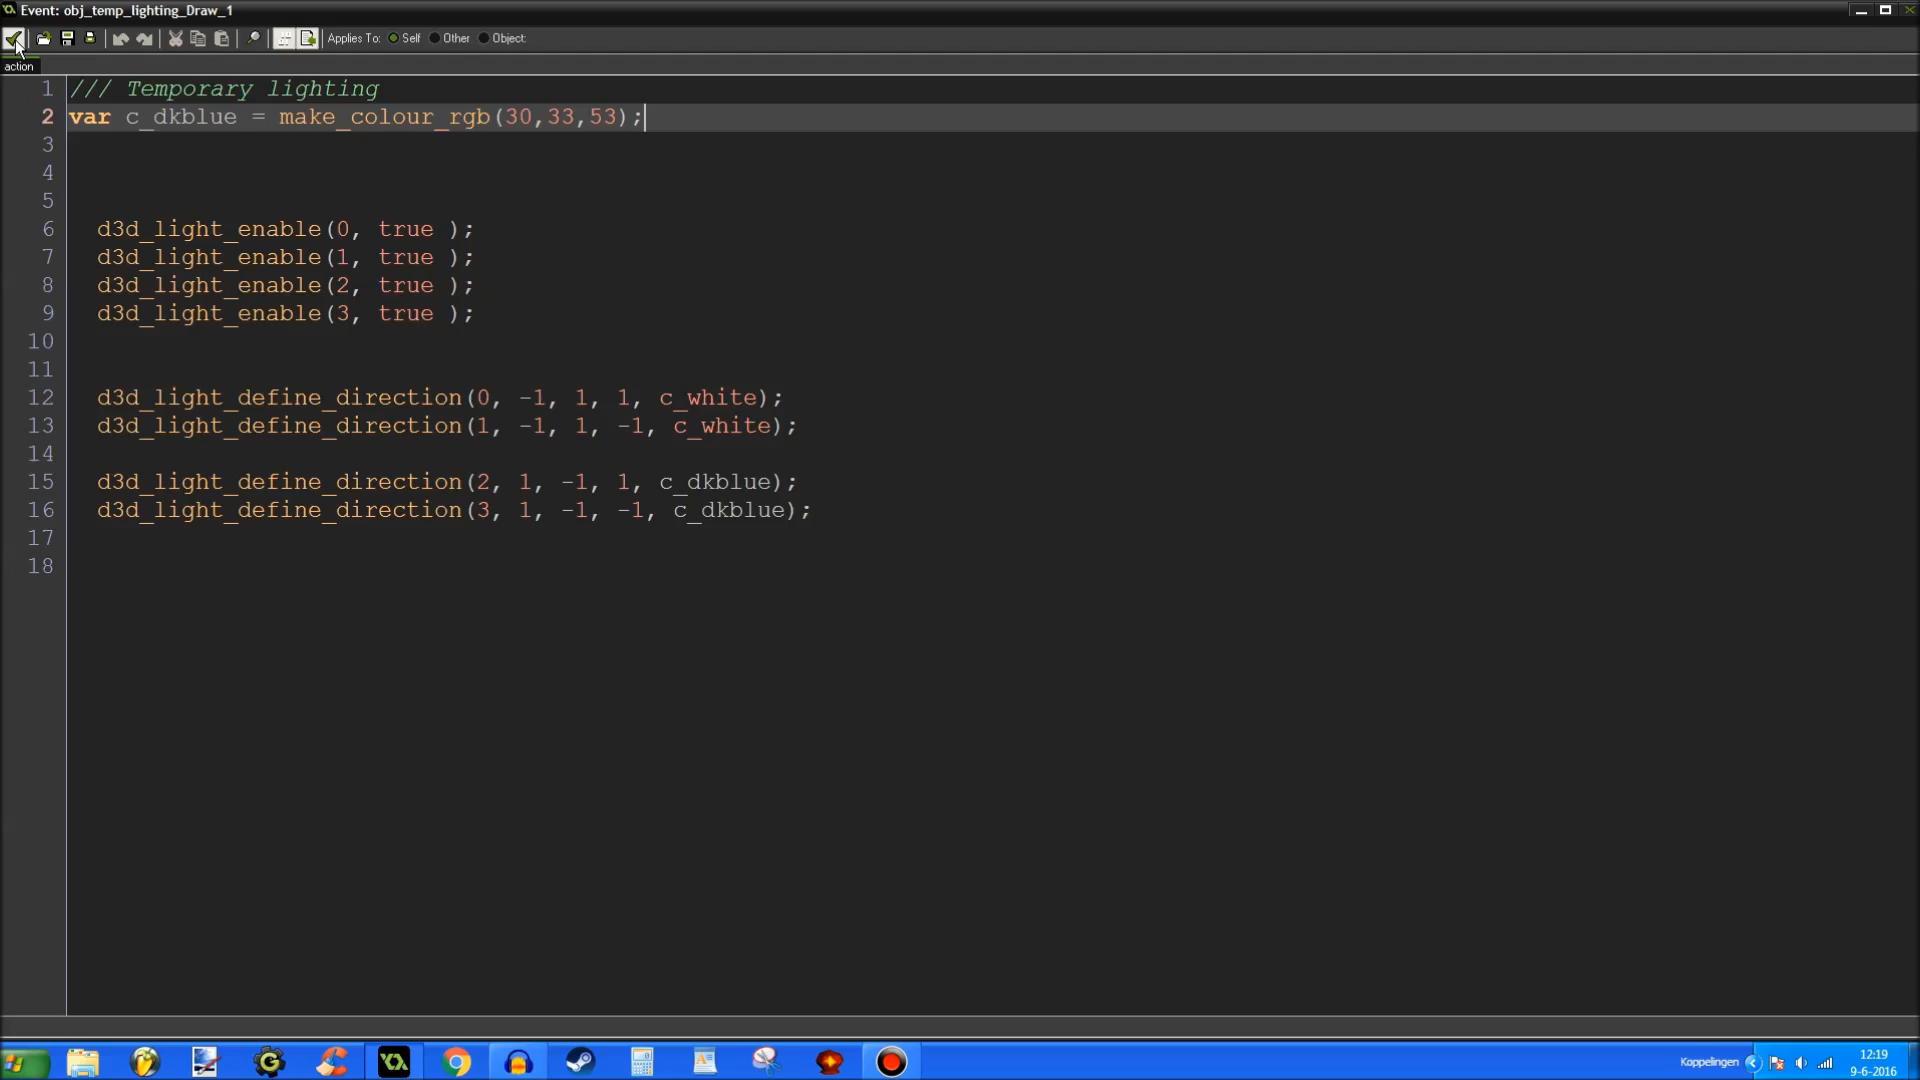 Event: obj_temp_lighting_Draw_1
Applies To: Self Other Object:
action
1 /// Temporary lighting
2 var c_dkblue = make_colour_rgb(30,33,53);
3
4
5
6 d3d_light_enable(0, true );
7 d3d_light_enable(1, true );
8 d3d_light_enable(2, true );
9 d3d_light_enable(3, true );
10
11
12 d3d_light_define_direction(0, -1, 1, 1, c_white);
13 d3d_light_define_direction(1, -1, 1, -1, c_white);
14
15 d3d_light_define_direction(2, 1, -1, 1, c_dkblue);
16 d3d_light_define_direction(3, 1, -1, -1, c_dkblue);
17
18
Koppelingen
12:19
9-6-2016